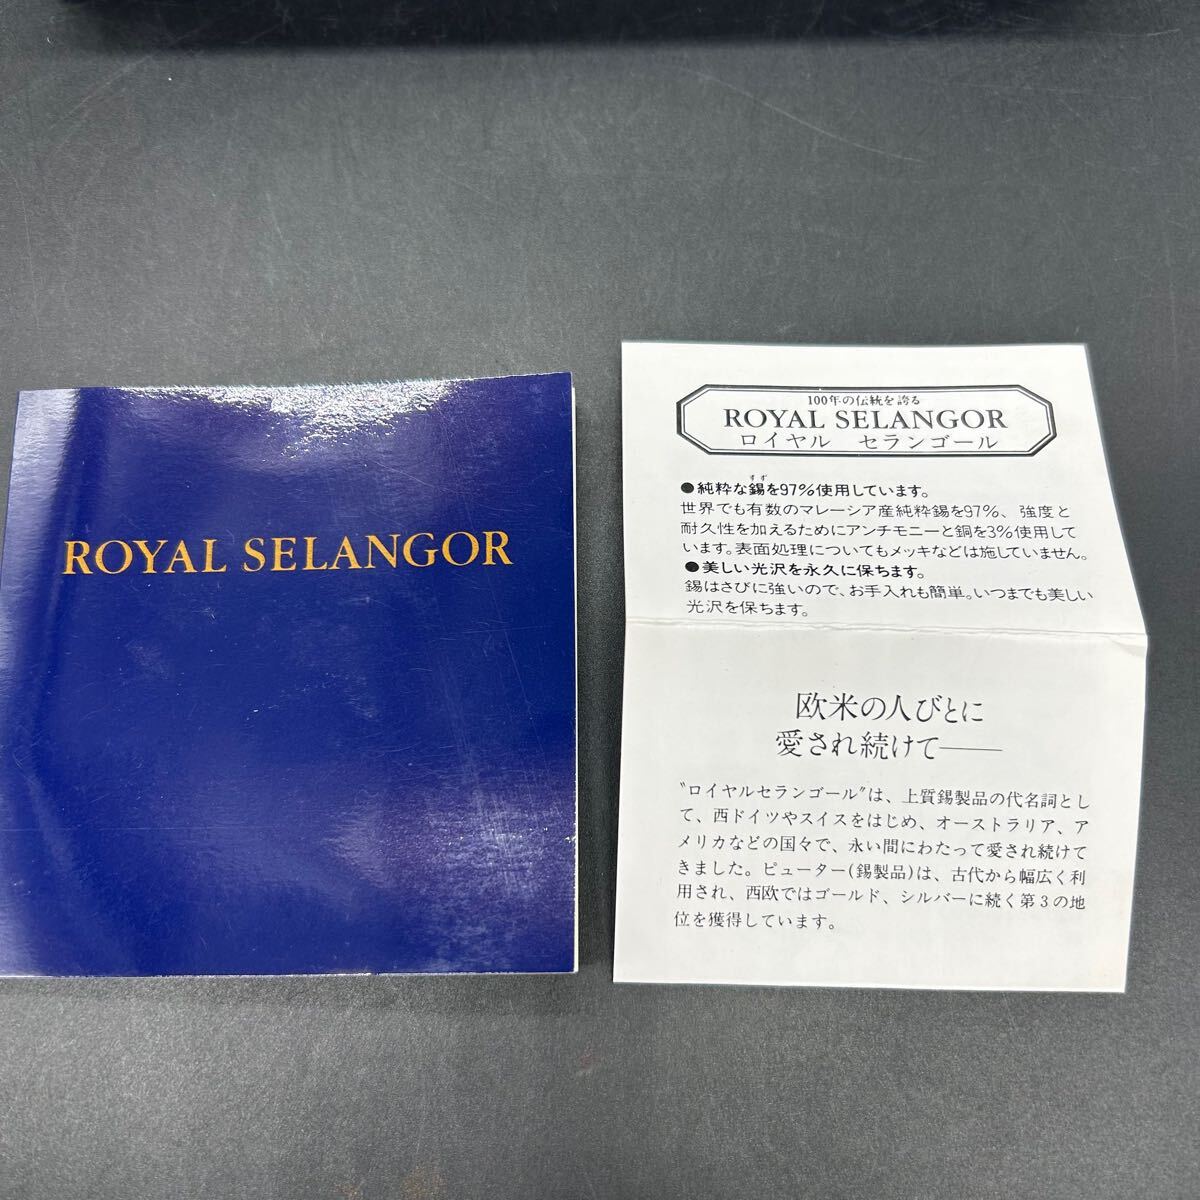 ROYAL SELANGOR
100年の伝統を誇る
ROYAL SELANGOR
ロイヤル セランゴール
すず
●純粋な錫を97%使用しています。
世界でも有数のマレーシア産純粋錫を97%、強度と
耐久性を加えるためにアンチモニーと銅を3%使用して
います。表面処理についてもメッキなどは施していません。
●美しい光沢を永久に保ちます。
錫はさびに強いので、お手入れも簡単。いつまでも美しい
光沢を保ちます。
欧米の人びとに
愛され続けて——
"ロイヤルセランゴール"は、上質錫製品の代名詞とし
て、西ドイツやスイスをはじめ、オーストラリア、ア
メリカなどの国々で、永い間にわたって愛され続けて
きました。ピューター(錫製品)は、古代から幅広く利
用され、西欧ではゴールド、シルバーに続く第3の地
位を獲得しています。